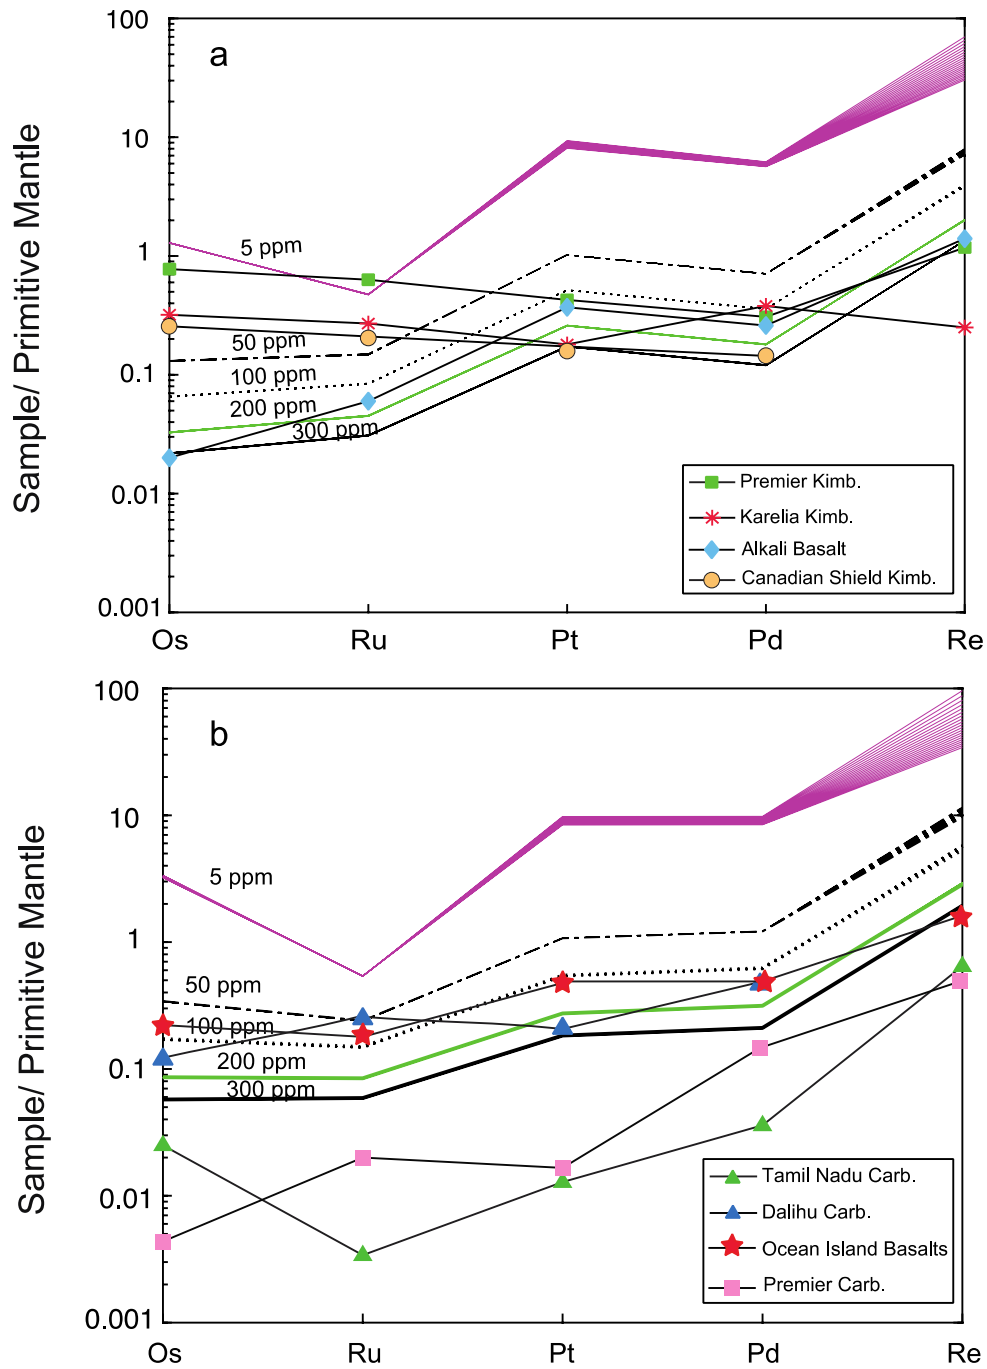 100
a
10
5 ppm
1
50 ppm
0.1
100 ppm
200 ppm
300 ppm
0.01
0.001
Sample/ Primitive Mantle
Premier Kimb.
Karelia Kimb.
Alkali Basalt
Canadian Shield Kimb.
Os Ru Pt Pd Re
100
b
10
5 ppm
1
50 ppm
100 ppm
200 ppm
0.1
300 ppm
0.01
0.001
Sample/ Primitive Mantle
Tamil Nadu Carb.
Dalihu Carb.
Ocean Island Basalts
Premier Carb.
Os Ru Pt Pd Re